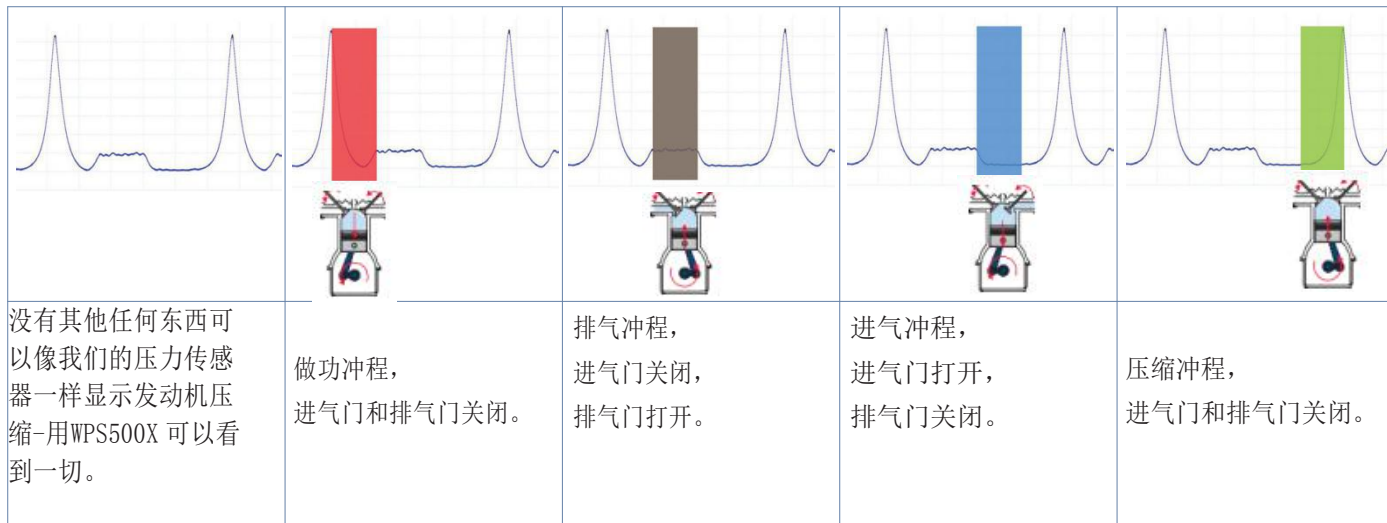 没有其他任何东西可
以像我们的压力传感
器一样显示发动机压
缩-用WPS500X 可以看
到一切。
做功冲程，
进气门和排气门关闭。
排气冲程，
进气门关闭，
排气门打开。
进气冲程，
进气门打开，
排气门关闭。
压缩冲程，
进气门和排气门关闭。